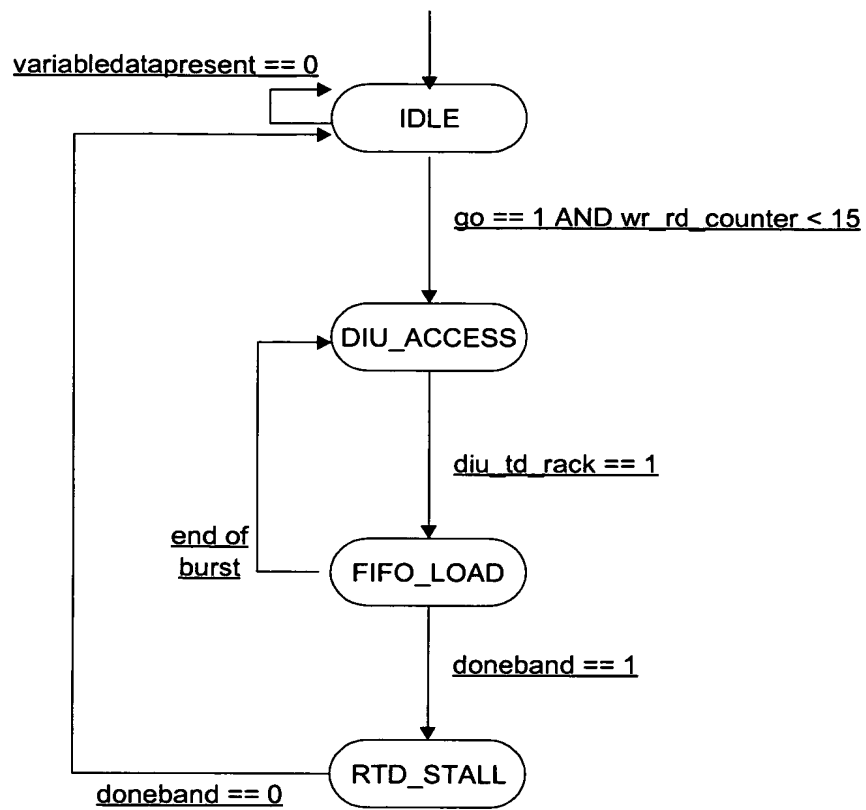 variabledatapresent == 0
IDLE
go == 1 AND wr_rd_counter < 15
DIU_ACCESS
diu_td_rack == 1
end of
burst
FIFO_LOAD
doneband == 1
RTD_STALL
doneband == 0